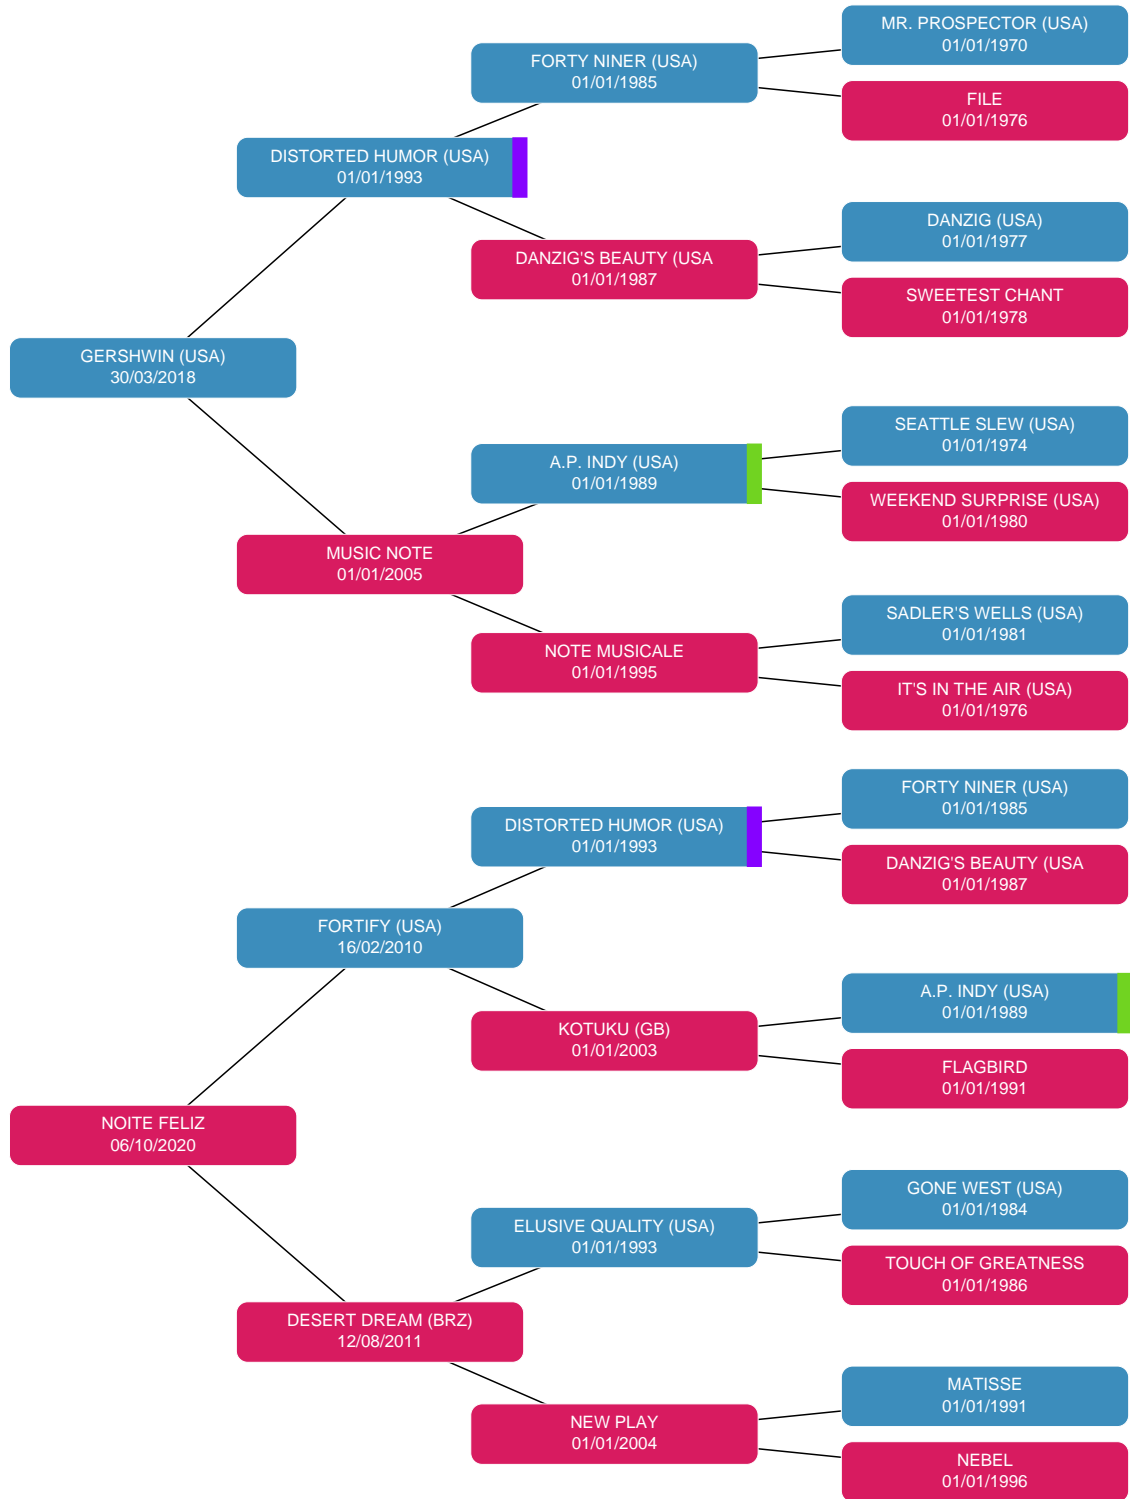 MR. PROSPECTOR (USA)
01/01/1970
FORTY NINER (USA)
01/01/1985
FILE
01/01/1976
DISTORTED HUMOR (USA)
01/01/1993
DANZIG (USA)
01/01/1977
DANZIG'S BEAUTY (USA
01/01/1987
SWEETEST CHANT
01/01/1978
GERSHWIN (USA)
30/03/2018
SEATTLE SLEW (USA)
01/01/1974
A.P. INDY (USA)
01/01/1989
WEEKEND SURPRISE (USA)
01/01/1980
MUSIC NOTE
01/01/2005
SADLER'S WELLS (USA)
01/01/1981
NOTE MUSICALE
01/01/1995
IT'S IN THE AIR (USA)
01/01/1976
FORTY NINER (USA)
01/01/1985
DISTORTED HUMOR (USA)
01/01/1993
DANZIG'S BEAUTY (USA
01/01/1987
FORTIFY (USA)
16/02/2010
A.P. INDY (USA)
01/01/1989
KOTUKU (GB)
01/01/2003
FLAGBIRD
01/01/1991
NOITE FELIZ
06/10/2020
GONE WEST (USA)
01/01/1984
ELUSIVE QUALITY (USA)
01/01/1993
TOUCH OF GREATNESS
01/01/1986
DESERT DREAM (BRZ)
12/08/2011
MATISSE
01/01/1991
NEW PLAY
01/01/2004
NEBEL
01/01/1996